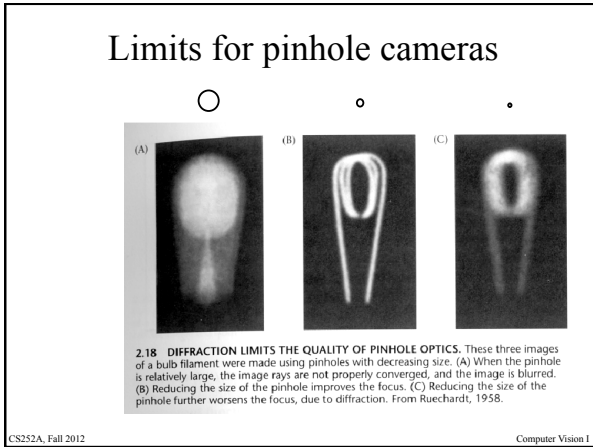 Limits for pinhole cameras
(A)
(B)
(C)
2.18 DIFFRACTION LIMITS THE QUALITY OF PINHOLE OPTICS. These three images
of a bulb filament were made using pinholes with decreasing size. (A) When the pinhole
is relatively large, the image rays are not properly converged, and the image is blurred.
(B) Reducing the size of the pinhole improves the focus. (C) Reducing the size of the
pinhole further worsens the focus, due to diffraction. From Ruechardt, 1958.
CS252A, Fall 2012
Computer Vision I